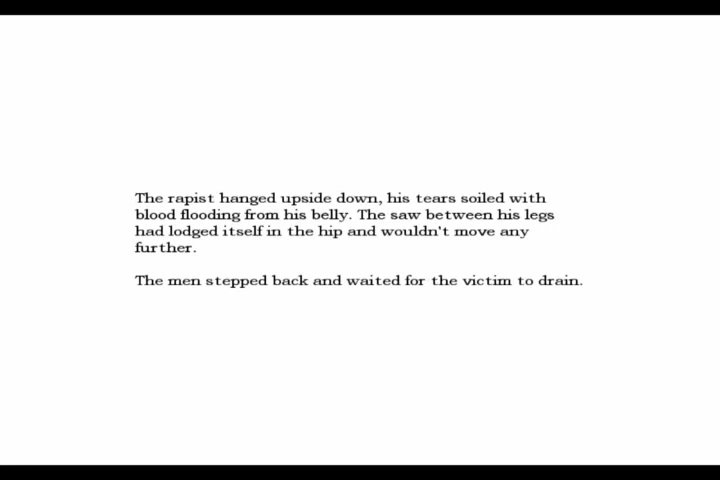 The rapist hanged upside down, his tears soiled with
blood flooding from his belly. The saw between his legs
had lodged itself in the hip and wouldn't move any
further.
The men stepped back and waited for the victim to drain.